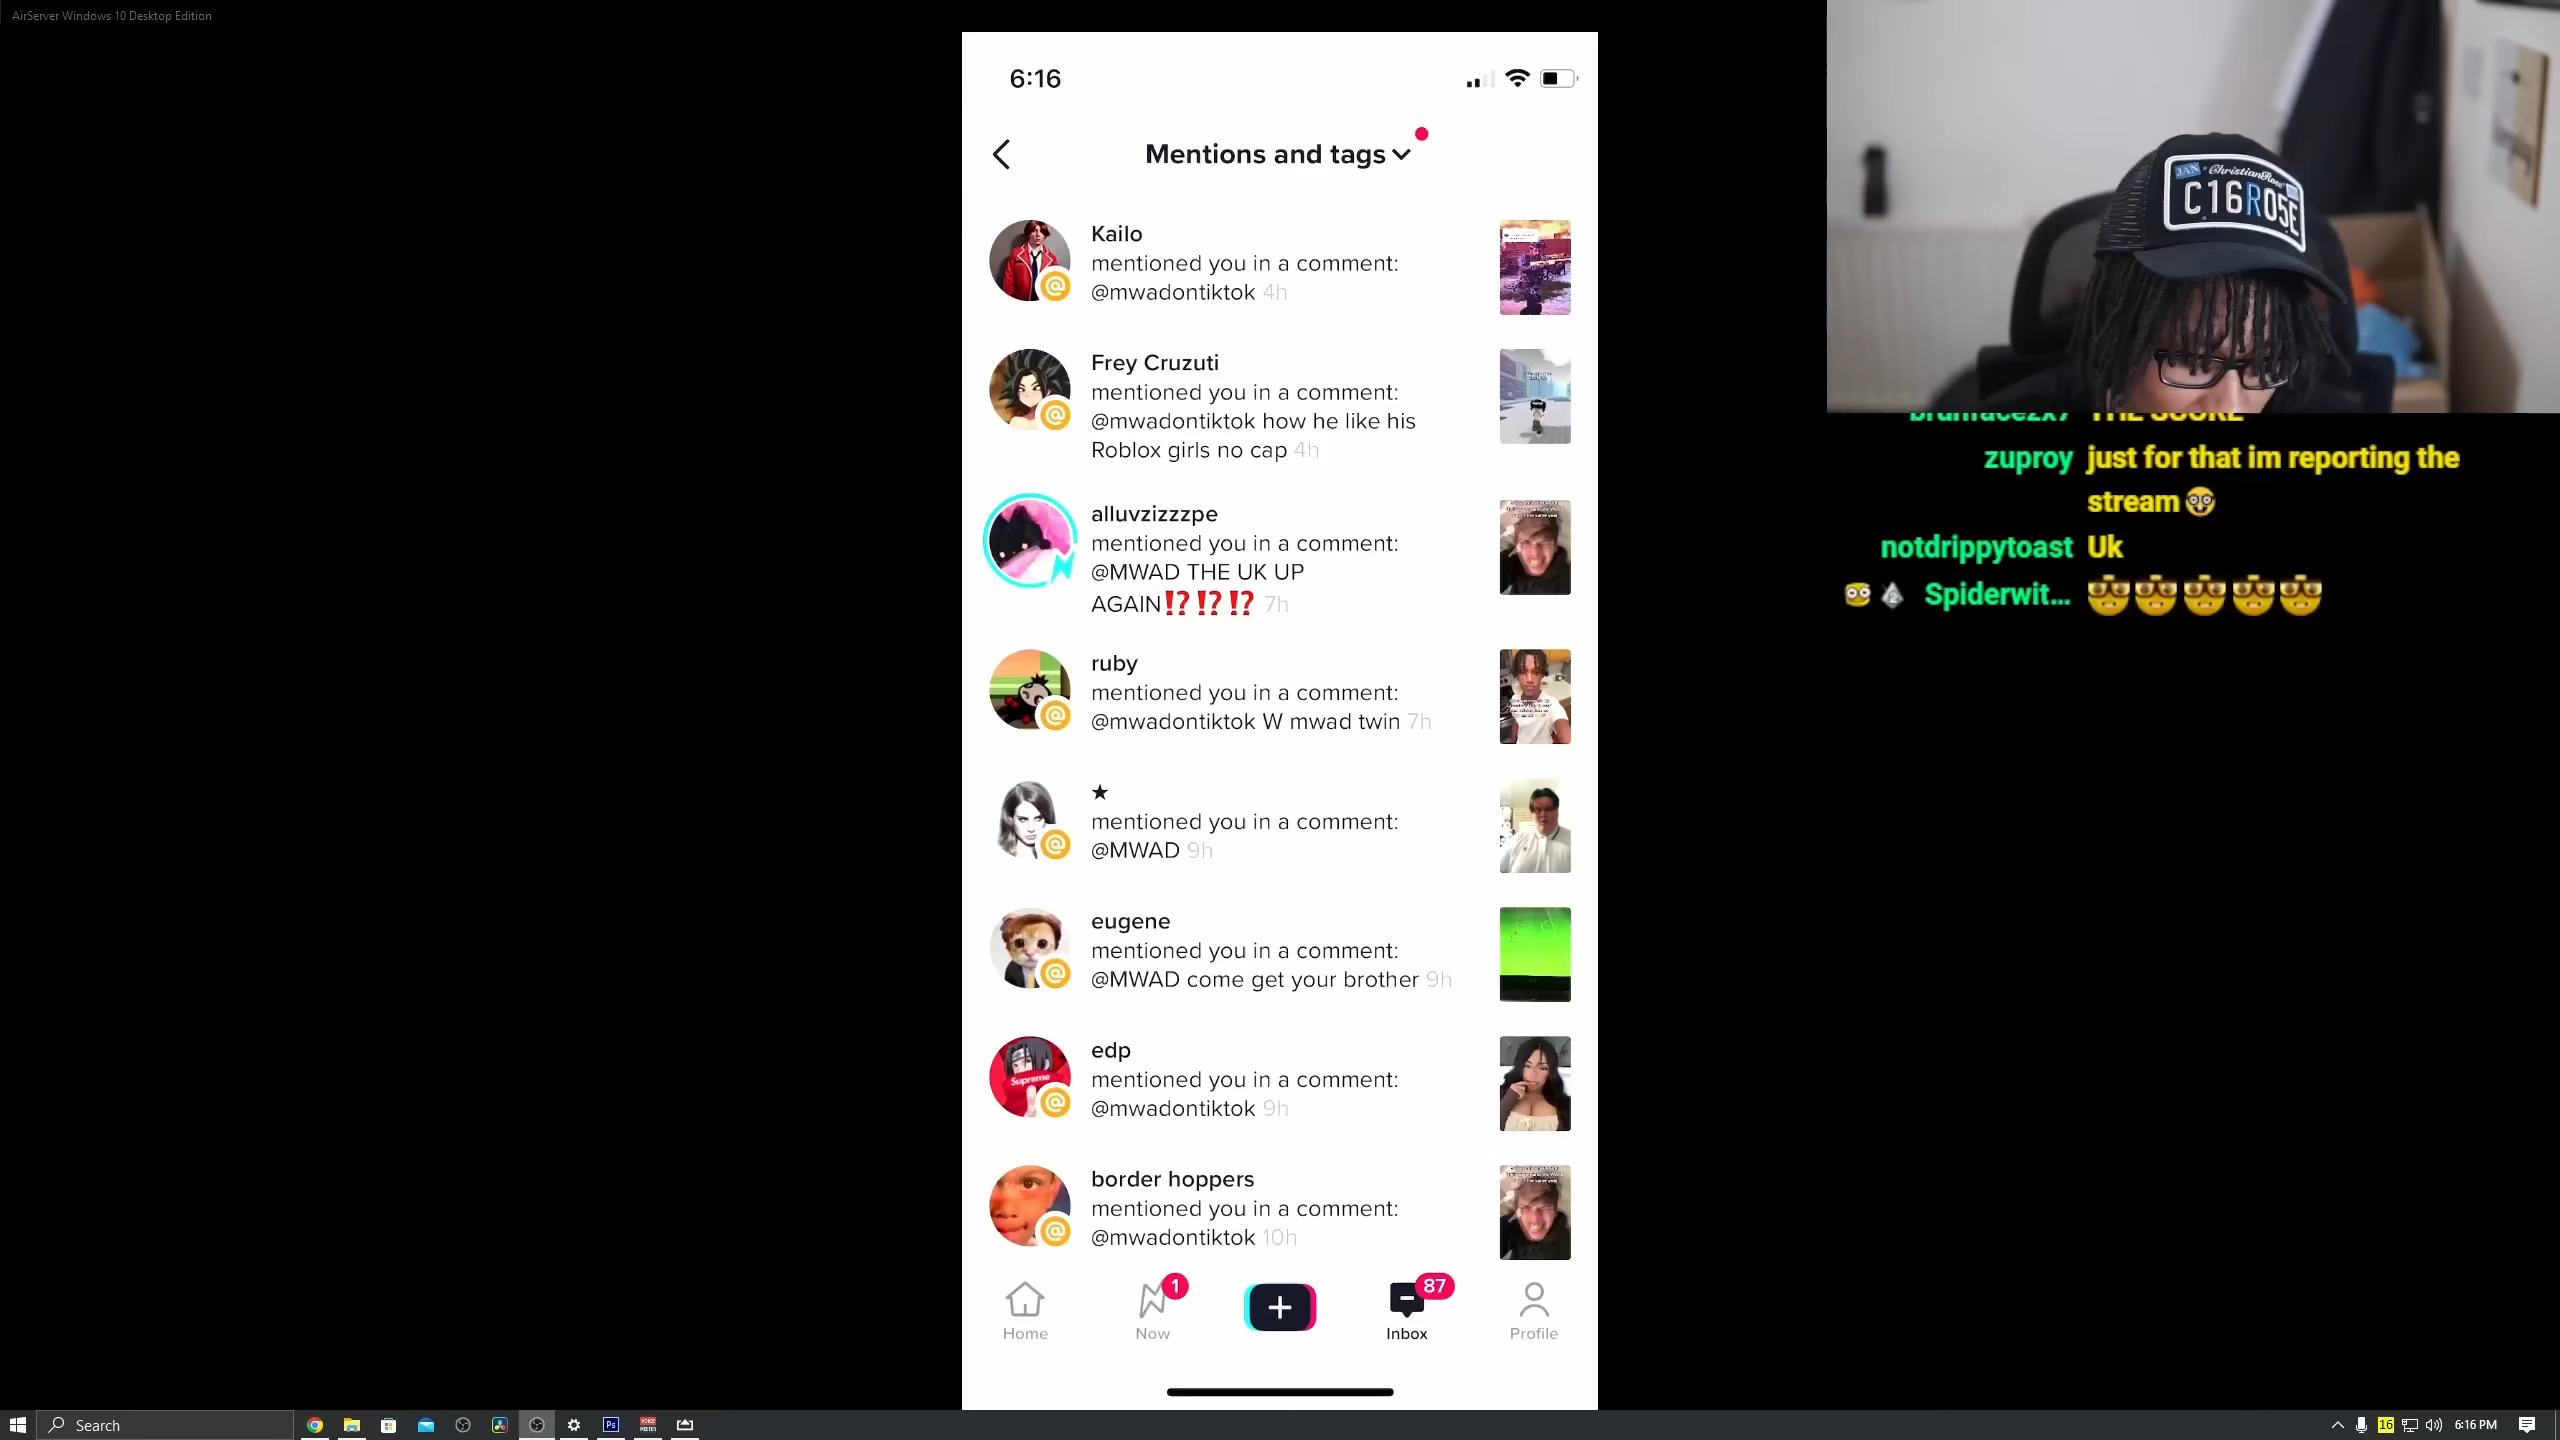 AirServer Windows 10 Desktop Edition
6:16
Mentions and tags
Kailo
mentioned you in a comment:
@mwadontiktok 4h
Frey Cruzuti
mentioned you in a comment:
@mwadontiktok how he like his
Roblox girls no cap 4h
alluvzizzzpe
mentioned you in a comment:
@MWAD THE UK UP
AGAIN⁉️⁉️⁉️ 7h
ruby
mentioned you in a comment:
@mwadontiktok W mwad twin 7h
★
mentioned you in a comment:
@MWAD 9h
eugene
mentioned you in a comment:
@MWAD come get your brother 9h
edp
Supreme
mentioned you in a comment:
@mwadontiktok 9h
border hoppers
mentioned you in a comment:
@mwadontiktok 10h
Home
1
Now
87
Inbox
Profile
JAN ChristianRose
C16ROSE
zuproy just for that im reporting the
stream 🤓
notdrippytoast Uk
Spiderwit...
Search
Ps
16
6:16 PM